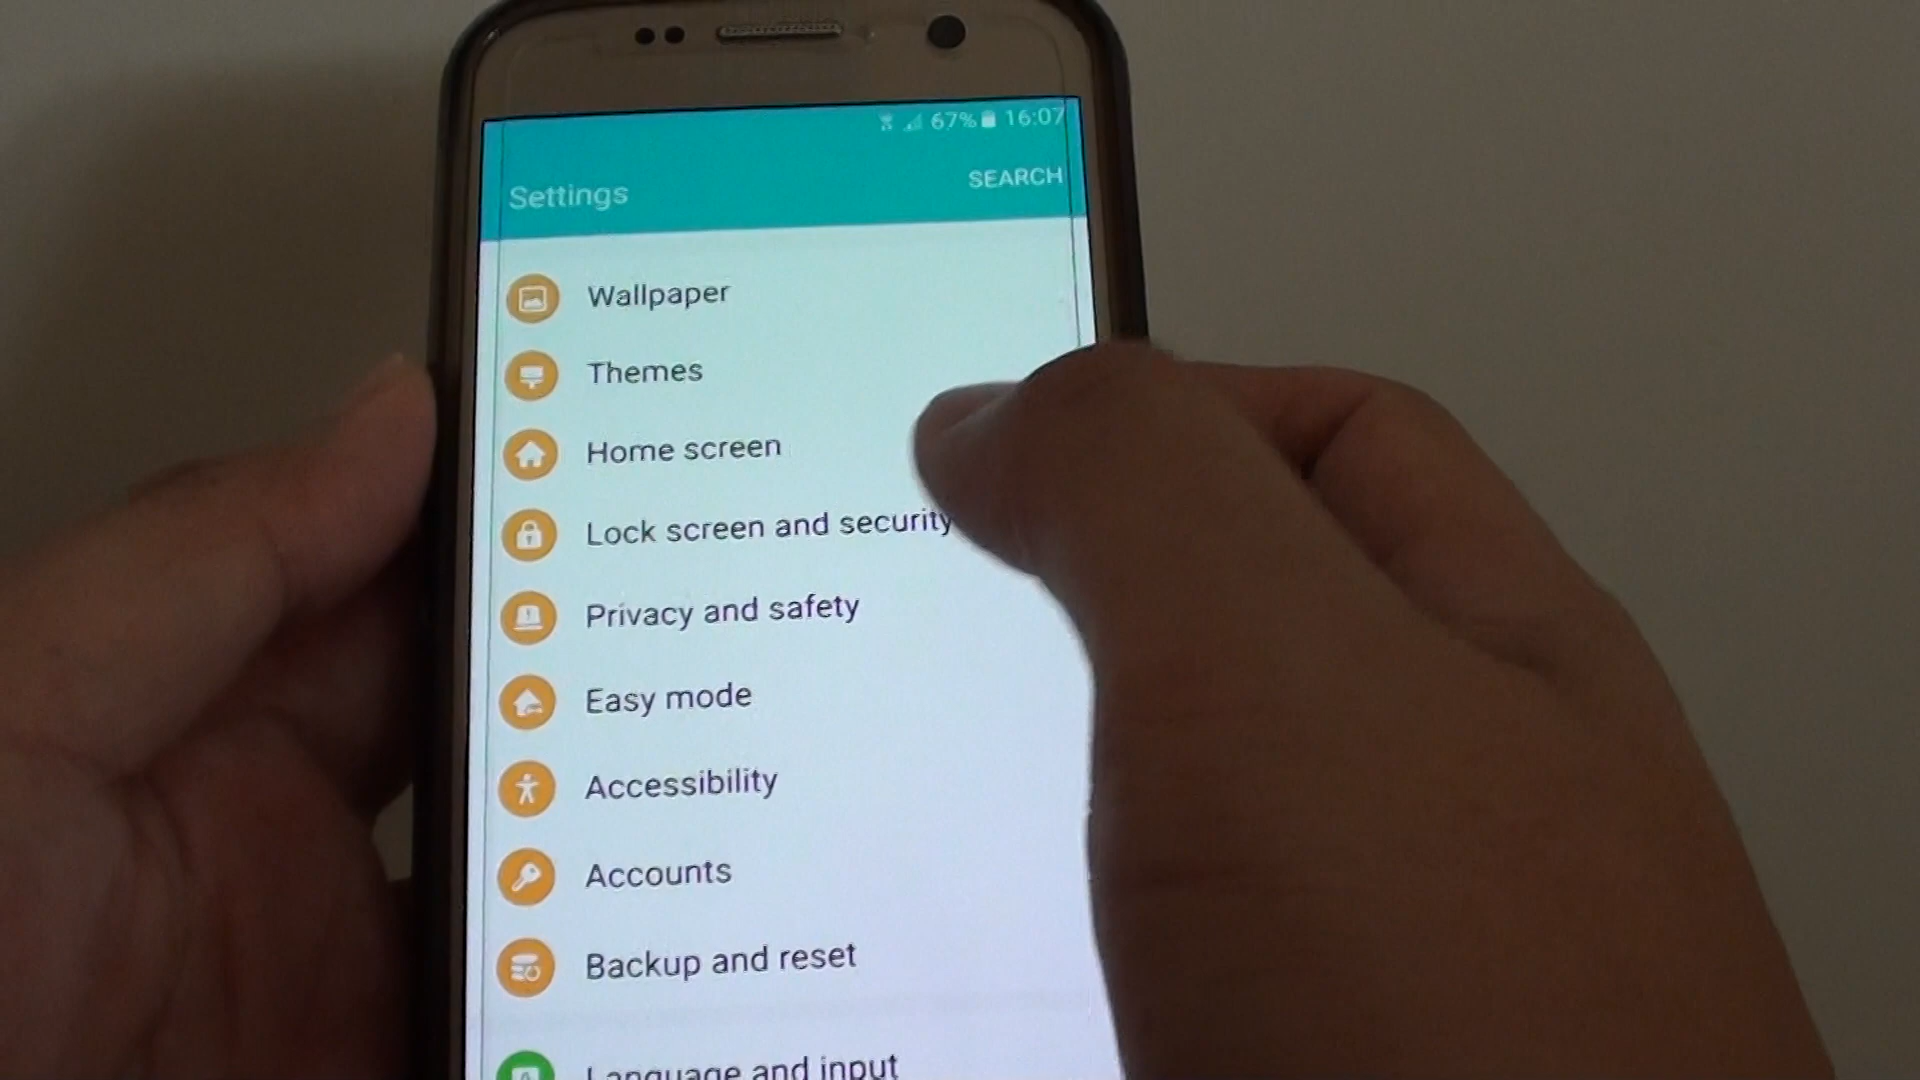 67% 16:07
Settings
SEARCH
Wallpaper
Themes
Home screen
Lock screen and security
Privacy and safety
Easy mode
Accessibility
Accounts
Backup and reset
Language and input